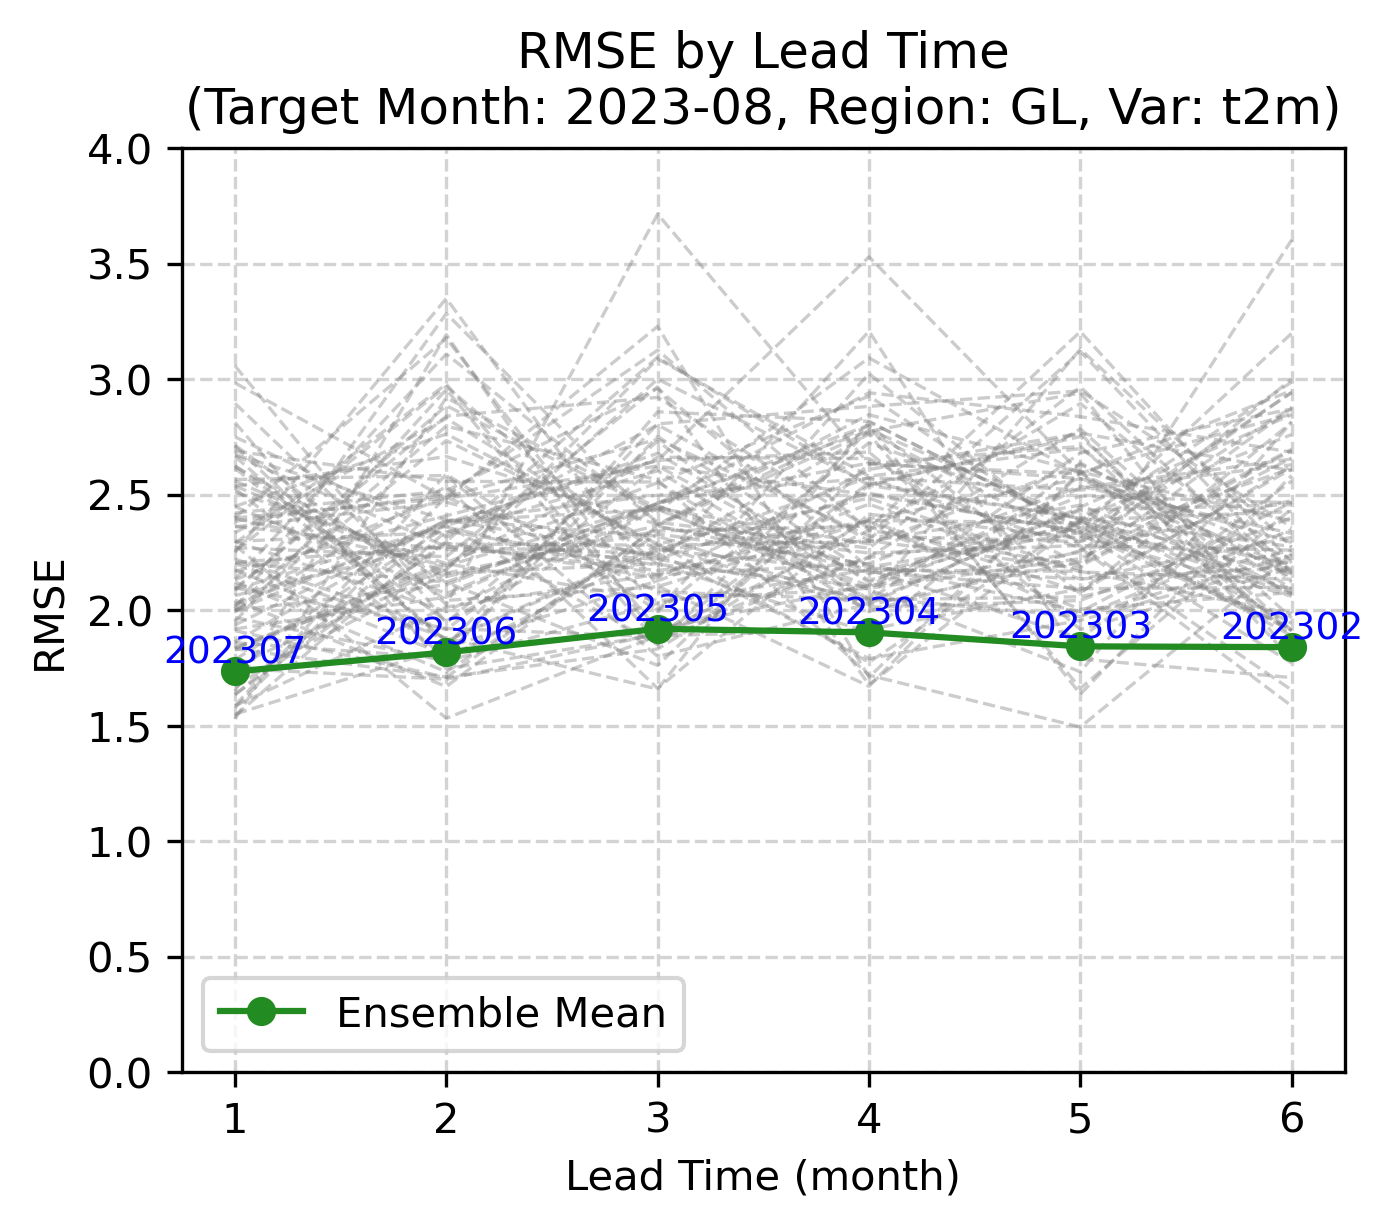 RMSE by Lead Time
(Target Month: 2023-08, Region: GL, Var: t2m)
4.0
3.5
3.0
2.5
2.0
1.5
1.0
0.5
0.0
RMSE
202307
202306
202305
202304
202303
202302
Ensemble Mean
1 2 3 4 5 6
Lead Time (month)